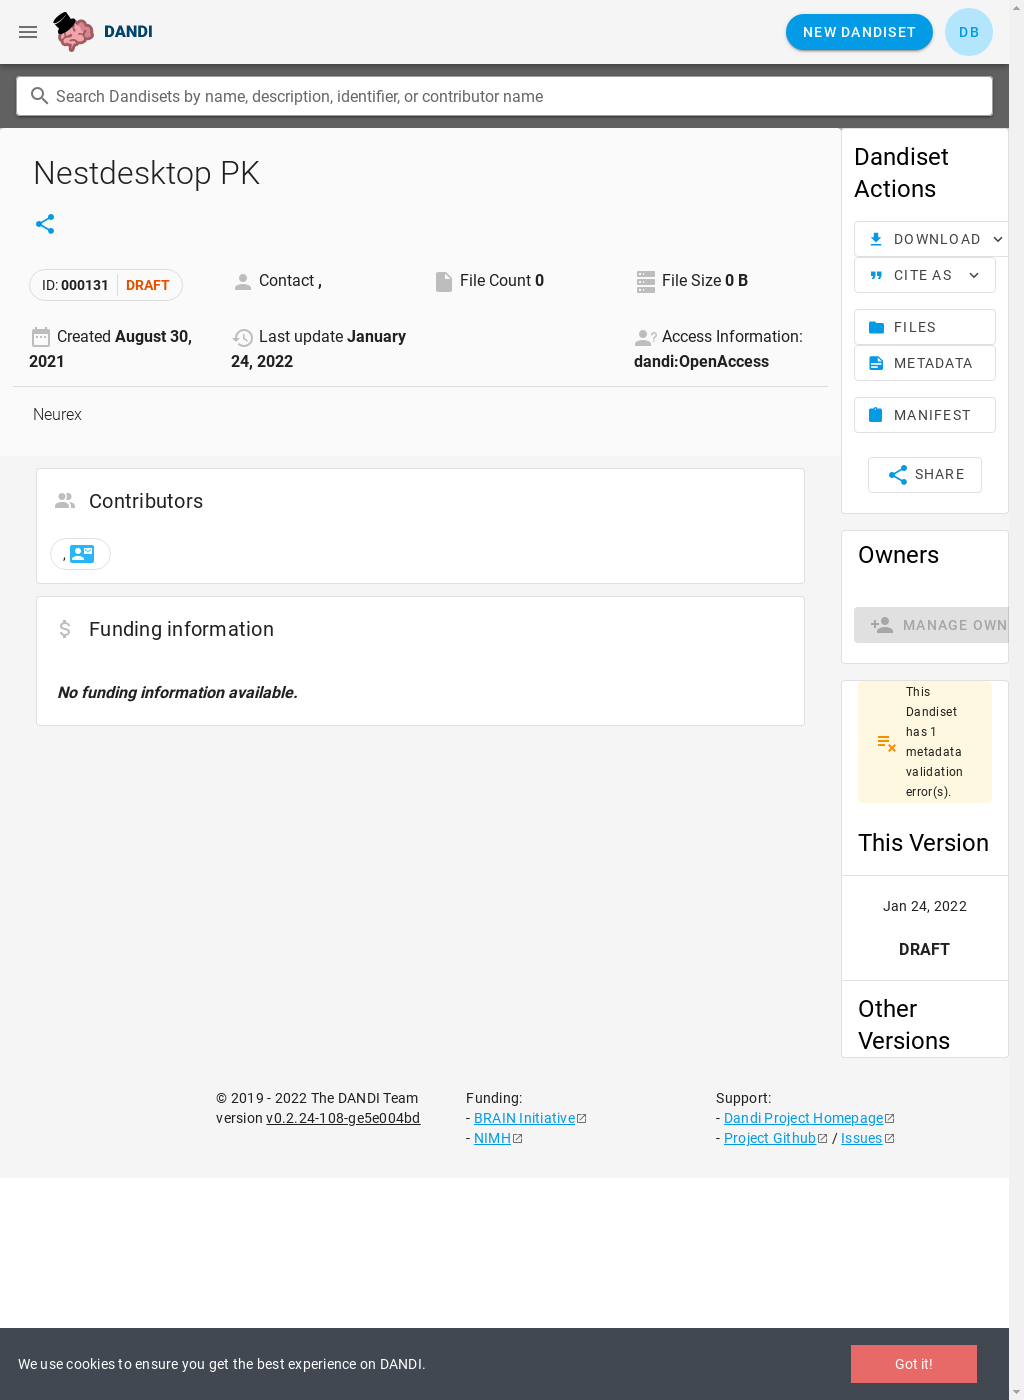 DANDI
NEW DANDISET
DB
Search Dandisets by name, description, identifier, or contributor name
Nestdesktop PK
ID: 000131 DRAFT
Contact ,
File Count 0
File Size 0 B
Created August 30, 2021
Last update January 24, 2022
Access Information: dandi:OpenAccess
Neurex
Contributors
,
Funding information
No funding information available.
Dandiset
Actions
DOWNLOAD
CITE AS
FILES
METADATA
MANIFEST
SHARE
Owners
MANAGE OWN
This
Dandiset
has 1
metadata
validation
error(s).
This Version
Jan 24, 2022
DRAFT
Other
Versions
© 2019 - 2022 The DANDI Team
version v0.2.24-108-ge5e004bd
Funding:
- BRAIN Initiative
- NIMH
Support:
- Dandi Project Homepage
- Project Github / Issues
We use cookies to ensure you get the best experience on DANDI.
Got it!